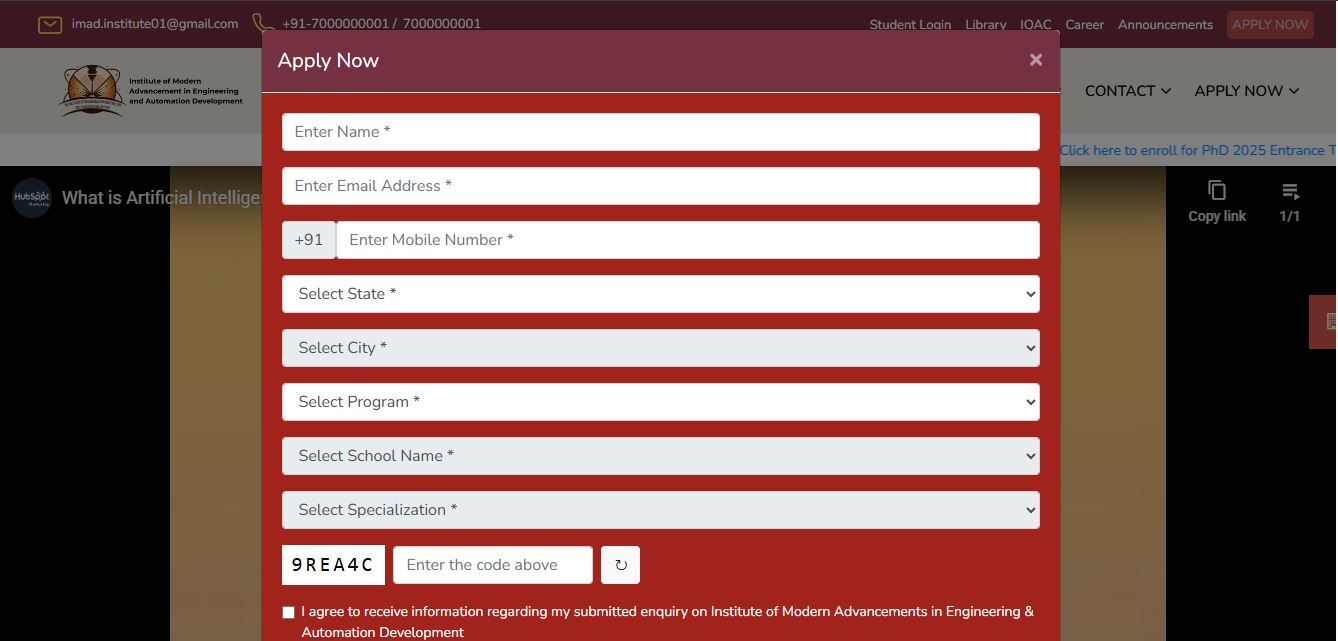 imad.institute01@gmail.com +91-7000000001 / 7000000001 Student Login Library IQAC Career Announcements APPLY NOW
Apply Now ×
Institute of Modern
Advancement in Engineering
and Automation Development
CONTACT APPLY NOW
Click here to enroll for PhD 2025 Entrance T
HubSpot
Marketing
What is Artificial Intellige
Copy link 1/1
Enter Name *
Enter Email Address *
+91 Enter Mobile Number *
Select State *
Select City *
Select Program *
Select School Name *
Select Specialization *
9REA4C Enter the code above ↻
I agree to receive information regarding my submitted enquiry on Institute of Modern Advancements in Engineering &
Automation Development